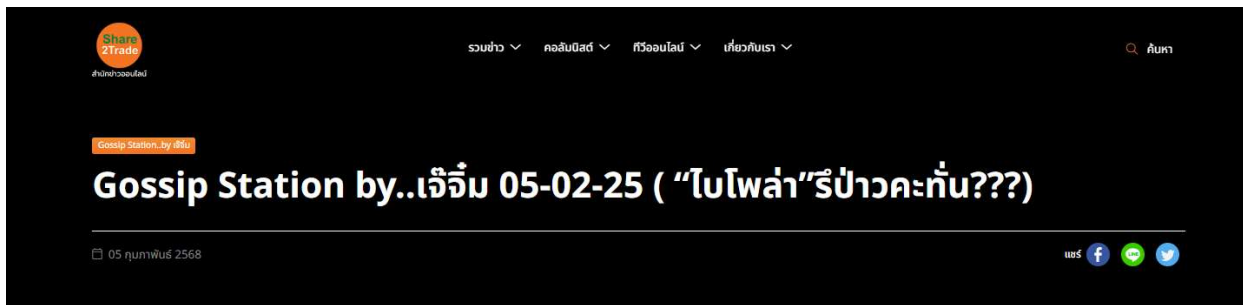 Share
2Trade
สำนักข่าวออนไลน์
รวมข่าว คอลัมนิสต์ ทีวีออนไลน์ เกี่ยวกับเรา ค้นหา
Gossip Station..by เจ๊จิ๋ม
Gossip Station by..เจ๊จิ๋ม 05-02-25 ( “ไบโพล่า”รึป่าวคะทั่น???)
05 กุมภาพันธ์ 2568
แชร์
LINE